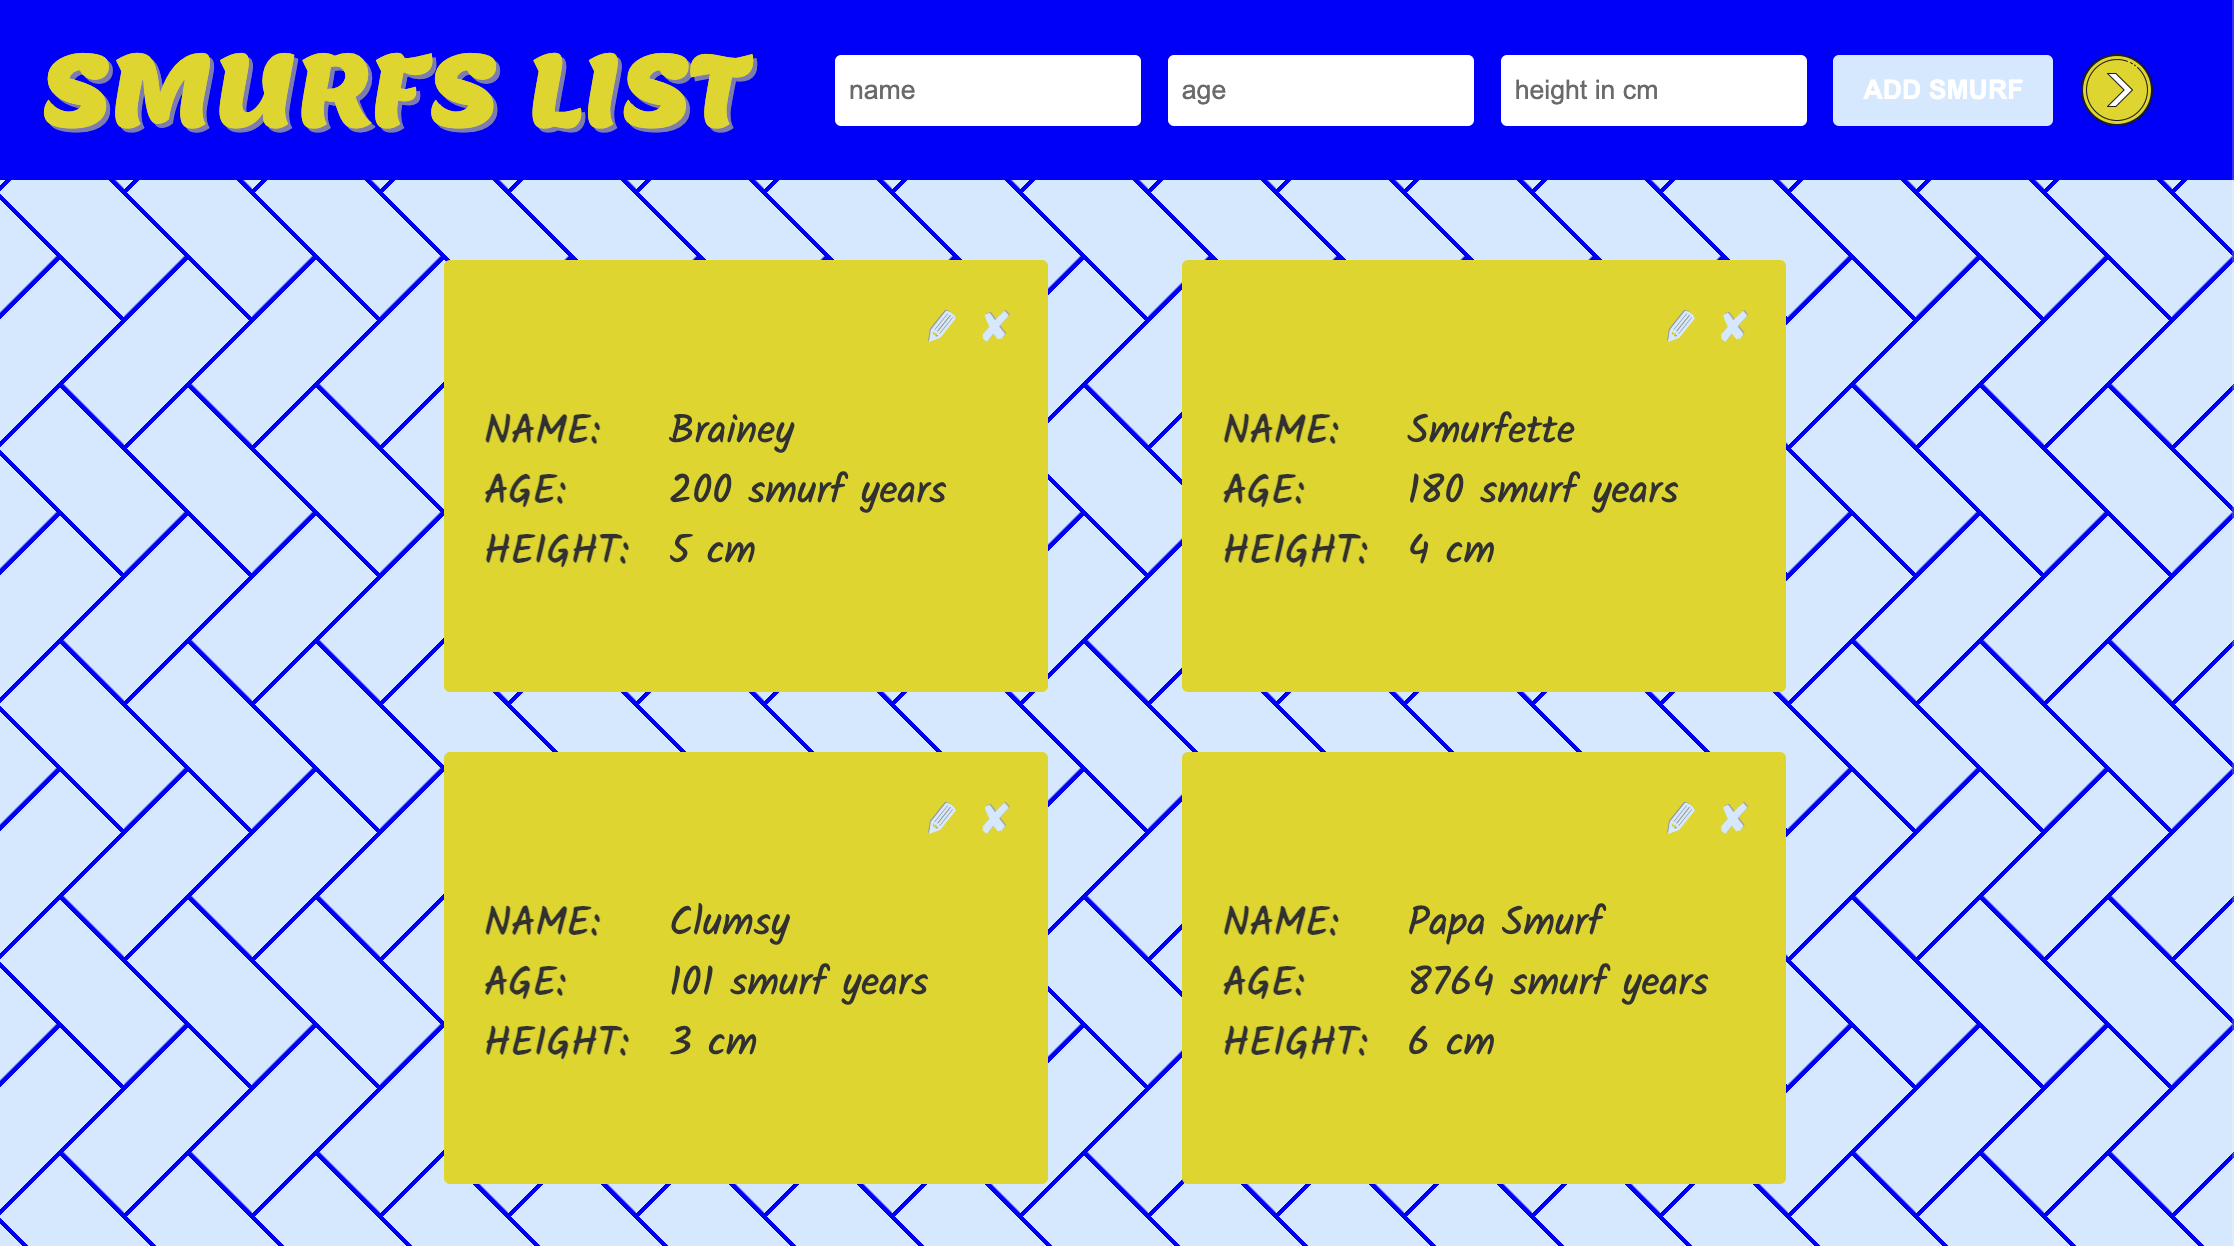 SMURFS LIST
name
age
height in cm
ADD SMURF
NAME: Brainey
AGE: 200 smurf years
HEIGHT: 5 cm
NAME: Smurfette
AGE: 180 smurf years
HEIGHT: 4 cm
NAME: Clumsy
AGE: 101 smurf years
HEIGHT: 3 cm
NAME: Papa Smurf
AGE: 8764 smurf years
HEIGHT: 6 cm